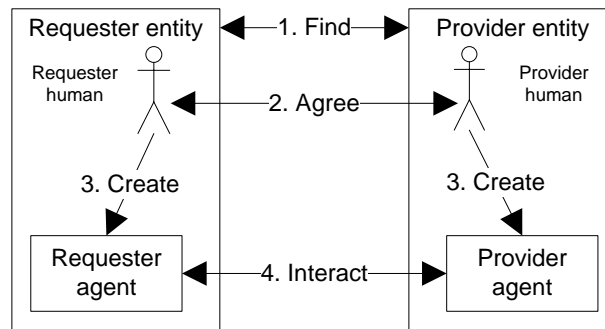 Requester entity
1. Find
Provider entity
Requester
human
Provider
human
2. Agree
3. Create
3. Create
Requester
agent
4. Interact
Provider
agent